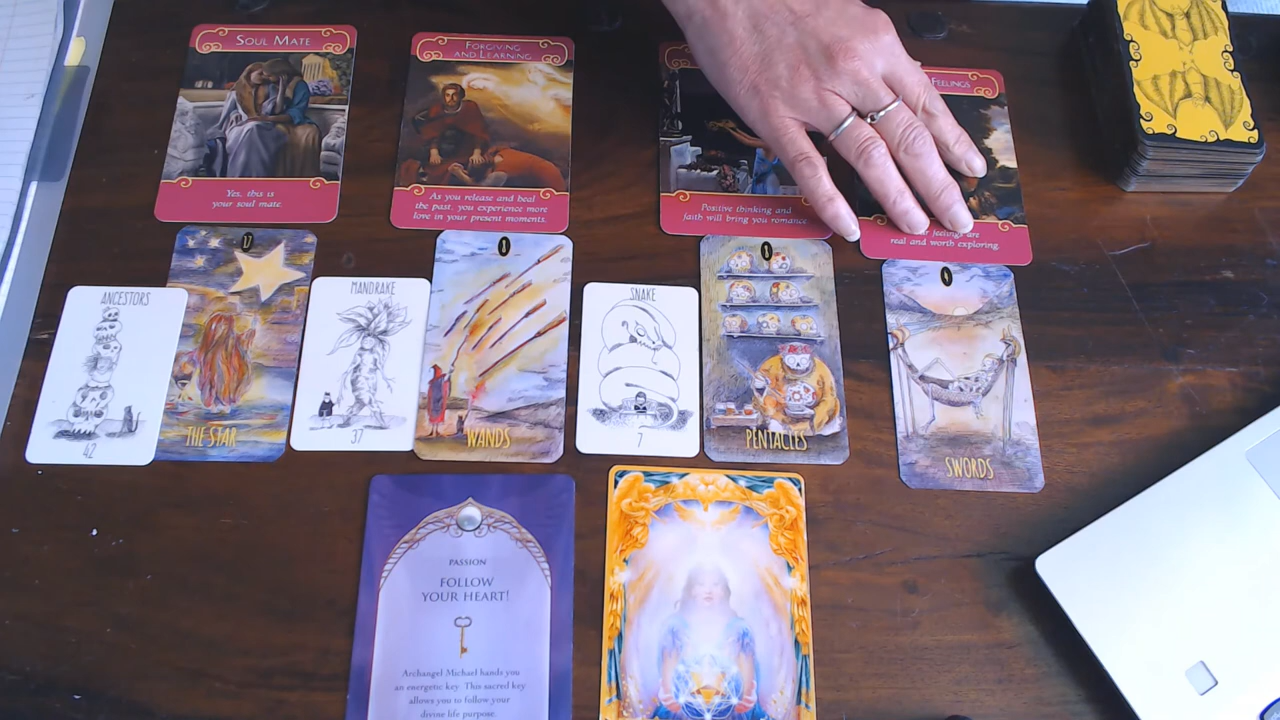 SOUL MATE
Yes, this is
your soul mate.
FORGIVING
AND LEARNING
As you release and heal
the past, you experience more
love in your present moments.
Positive thinking and
faith will bring you romance.
FEELINGS
feelings are
real and worth exploring.
ANCESTORS
42
17
THE STAR
MANDRAKE
37
8
WANDS
SNAKE
7
8
PENTACLES
4
SWORDS
PASSION
FOLLOW
YOUR HEART!
Archangel Michael hands you
an energetic key. This sacred key
allows you to follow your
divine life purpose.